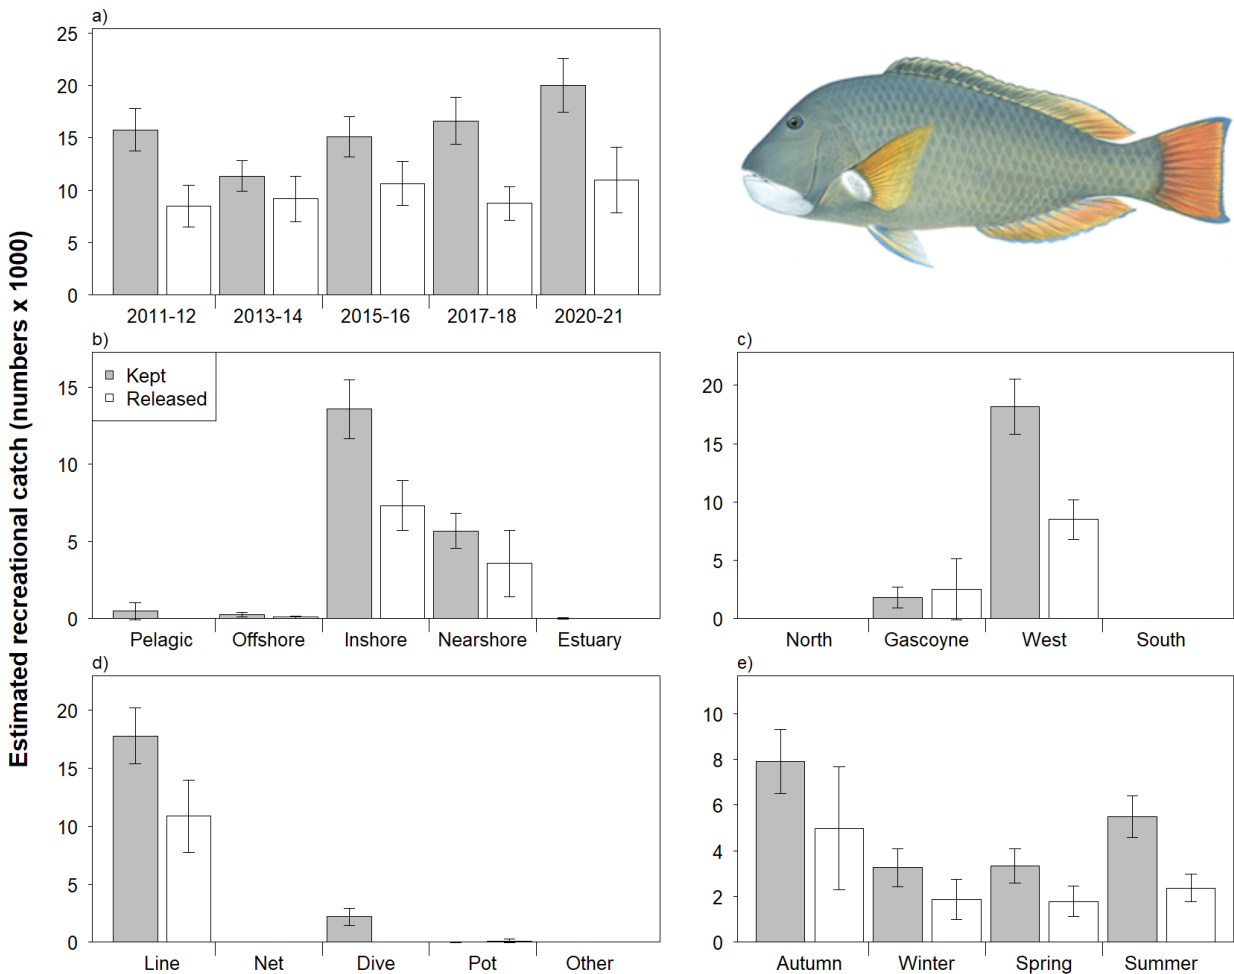 Estimated recreational catch (numbers x 1000)
a)
25
20
15
10
5
0
2011-12 2013-14 2015-16 2017-18 2020-21
b)
Kept
Released
15
10
5
0
Pelagic Offshore Inshore Nearshore Estuary
c)
20
15
10
5
0
North Gascoyne West South
d)
20
15
10
5
0
Line Net Dive Pot Other
e)
10
8
6
4
2
0
Autumn Winter Spring Summer